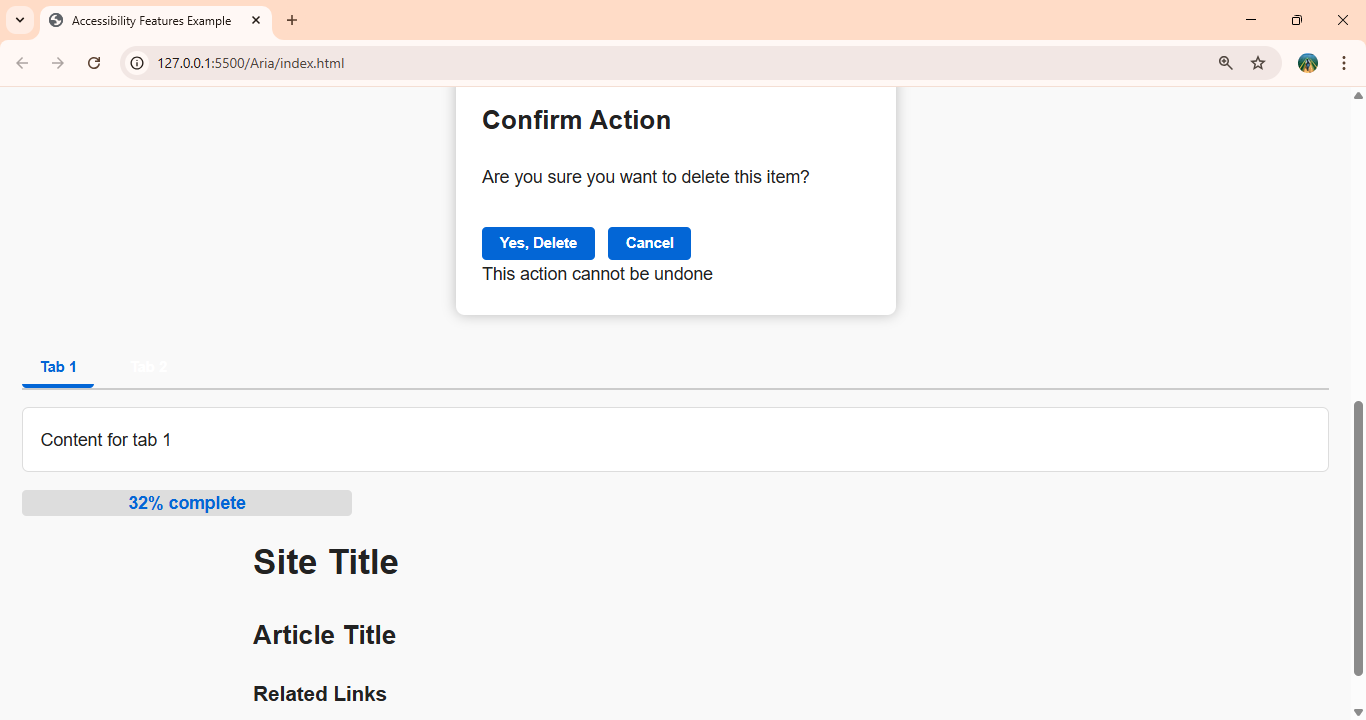 Accessibility Features Example
127.0.0.1:5500/Aria/index.html
Confirm Action
Are you sure you want to delete this item?
Yes, Delete Cancel
This action cannot be undone
Tab 1 Tab 2
Content for tab 1
32% complete
Site Title
Article Title
Related Links